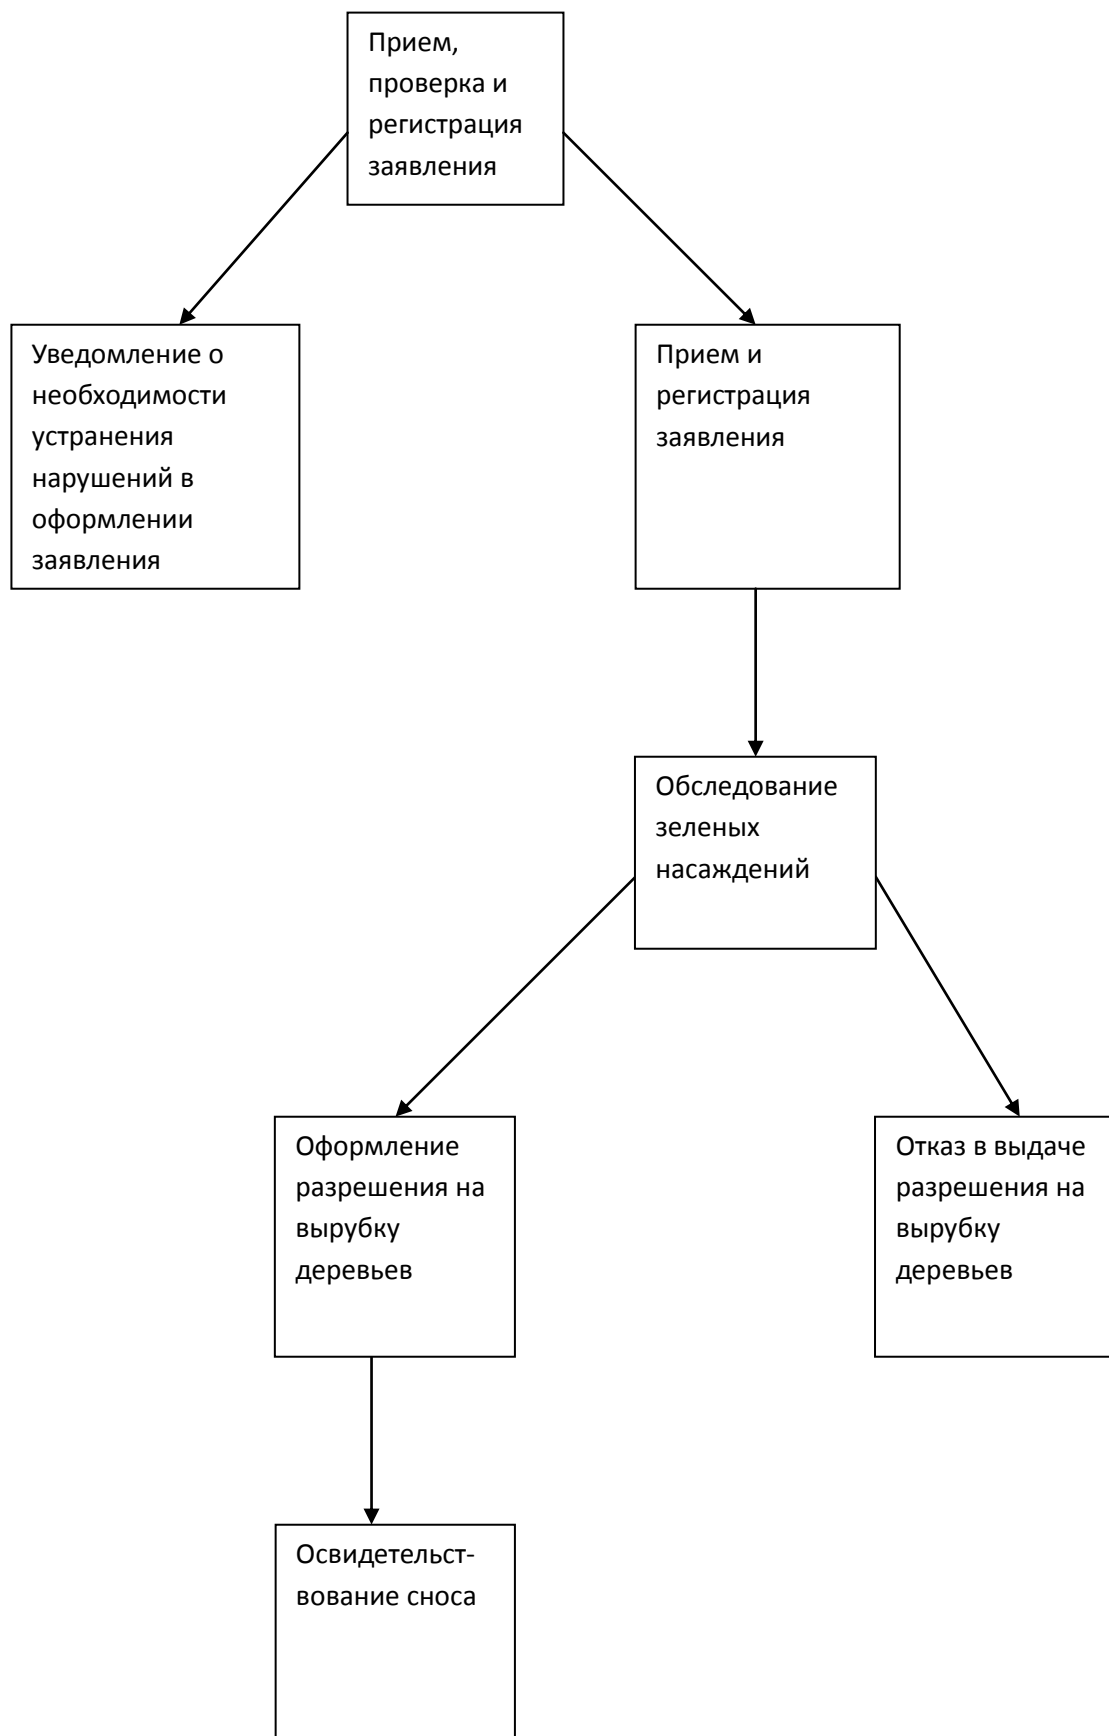 Прием,
проверка и
регистрация
заявления
Уведомление о
необходимости
устранения
нарушений в
оформлении
заявления
Прием и
регистрация
заявления
Обследование
зеленых
насаждений
Оформление
разрешения на
вырубку
деревьев
Отказ в выдаче
разрешения на
вырубку
деревьев
Освидетельст-
вование сноса